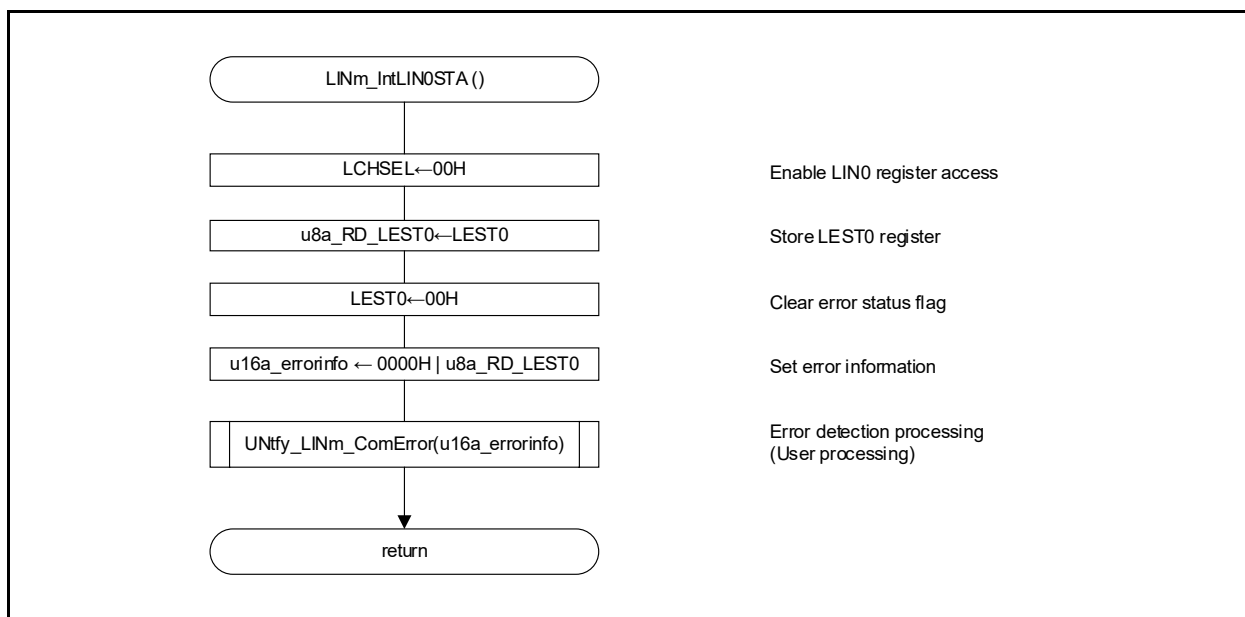 LINm_IntLIN0STA ()
LCHSEL←00H
Enable LIN0 register access
u8a_RD_LEST0←LEST0
Store LEST0 register
LEST0←00H
Clear error status flag
u16a_errorinfo ← 0000H | u8a_RD_LEST0
Set error information
UNtfy_LINm_ComError(u16a_errorinfo)
Error detection processing
(User processing)
return